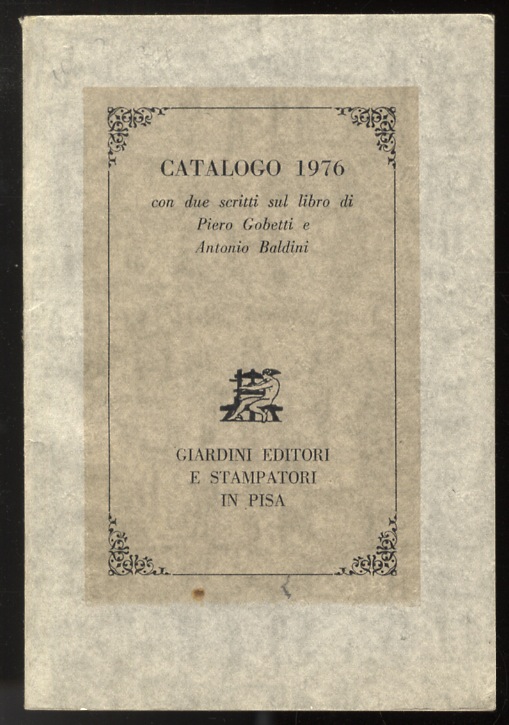 CATALOGO 1976
con due scritti sul libro di
Piero Gobetti e
Antonio Baldini
GIARDINI EDITORI
E STAMPATORI
IN PISA